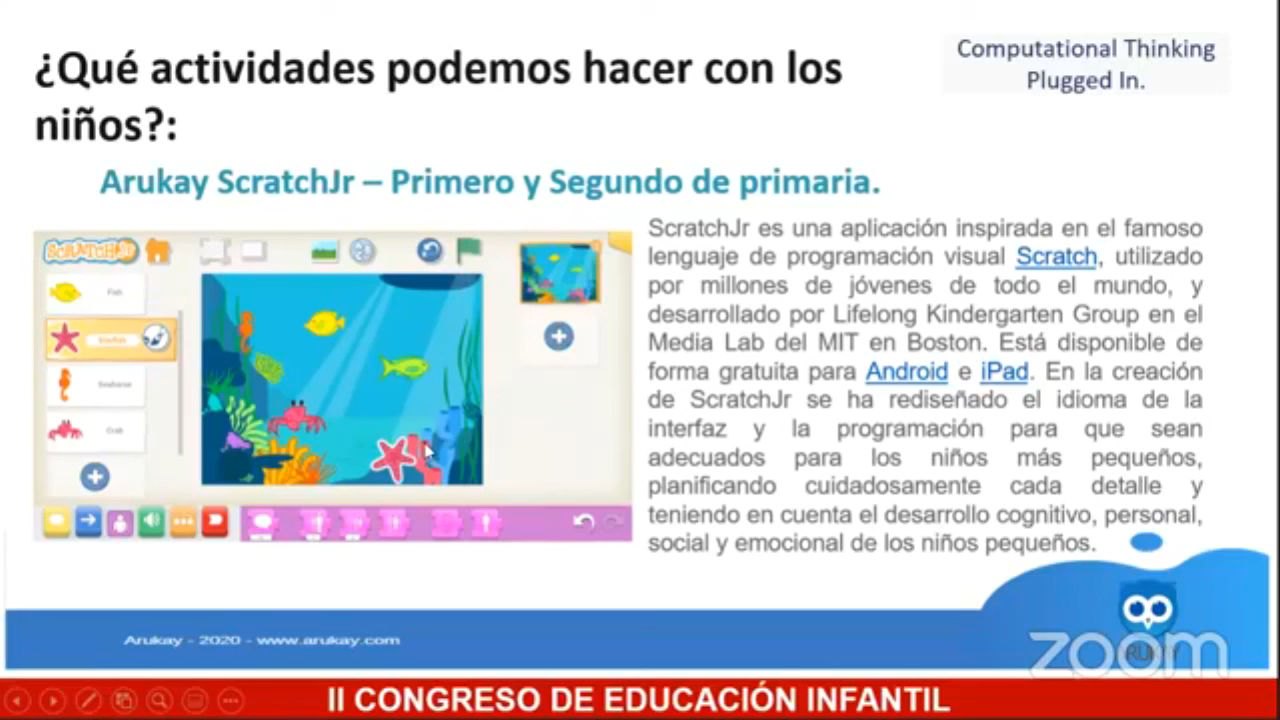 ¿Qué actividades podemos hacer con los
niños?:
Computational Thinking
Plugged In.
Arukay ScratchJr – Primero y Segundo de primaria.
SCRATCHJR
Fish
Starfish
Seahorse
Crab
ScratchJr es una aplicación inspirada en el famoso
lenguaje de programación visual Scratch, utilizado
por millones de jóvenes de todo el mundo, y
desarrollado por Lifelong Kindergarten Group en el
Media Lab del MIT en Boston. Está disponible de
forma gratuita para Android e iPad. En la creación
de ScratchJr se ha rediseñado el idioma de la
interfaz y la programación para que sean
adecuados para los niños más pequeños,
planificando cuidadosamente cada detalle y
teniendo en cuenta el desarrollo cognitivo, personal,
social y emocional de los niños pequeños.
Arukay - 2020 - www.arukay.com
zoom
II CONGRESO DE EDUCACIÓN INFANTIL